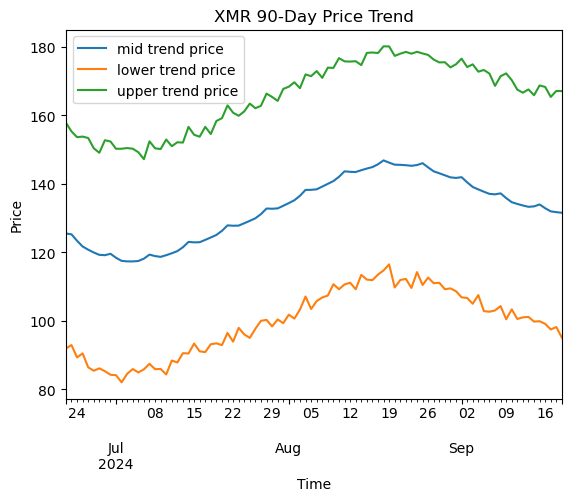 XMR 90-Day Price Trend
mid trend price
lower trend price
upper trend price
Price
180
160
140
120
100
80
24 08 15 22 29 05 12 19 26 02 09 16
Jul Aug Sep
2024
Time